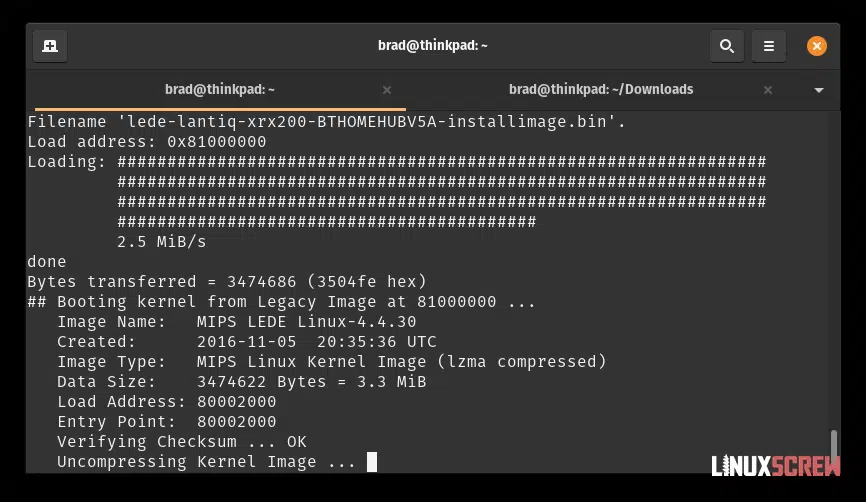 brad@thinkpad: ~
brad@thinkpad: ~
brad@thinkpad: ~/Downloads
Filename 'lede-lantiq-xrx200-BTHOMEHUBV5A-installimage.bin'.
Load address: 0x81000000
Loading: #################################################################
#################################################################
#################################################################
##########################################
2.5 MiB/s
done
Bytes transferred = 3474686 (3504fe hex)
## Booting kernel from Legacy Image at 81000000 ...
Image Name:   MIPS LEDE Linux-4.4.30
Created:      2016-11-05  20:35:36 UTC
Image Type:   MIPS Linux Kernel Image (lzma compressed)
Data Size:    3474622 Bytes = 3.3 MiB
Load Address: 80002000
Entry Point:  80002000
Verifying Checksum ... OK
Uncompressing Kernel Image ...
LINUXSCREW